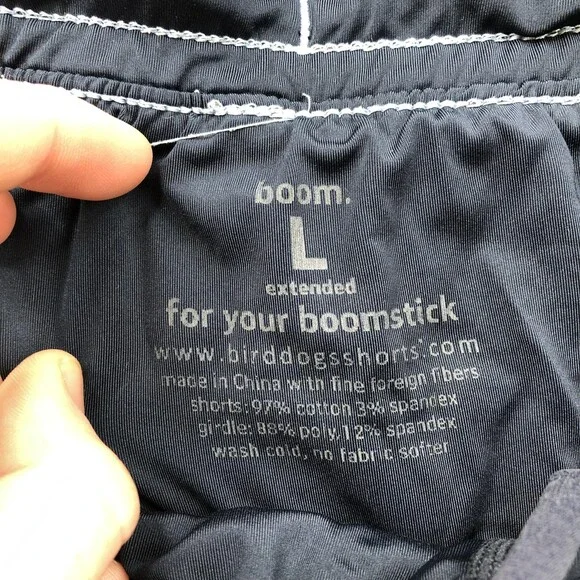 boom.
L
extended
for your boomstick
www.birddogsshorts.com
made in China with fine foreign fibers
shorts: 97% cotton 3% spandex
girdle: 88% poly, 12% spandex
wash cold, no fabric softer